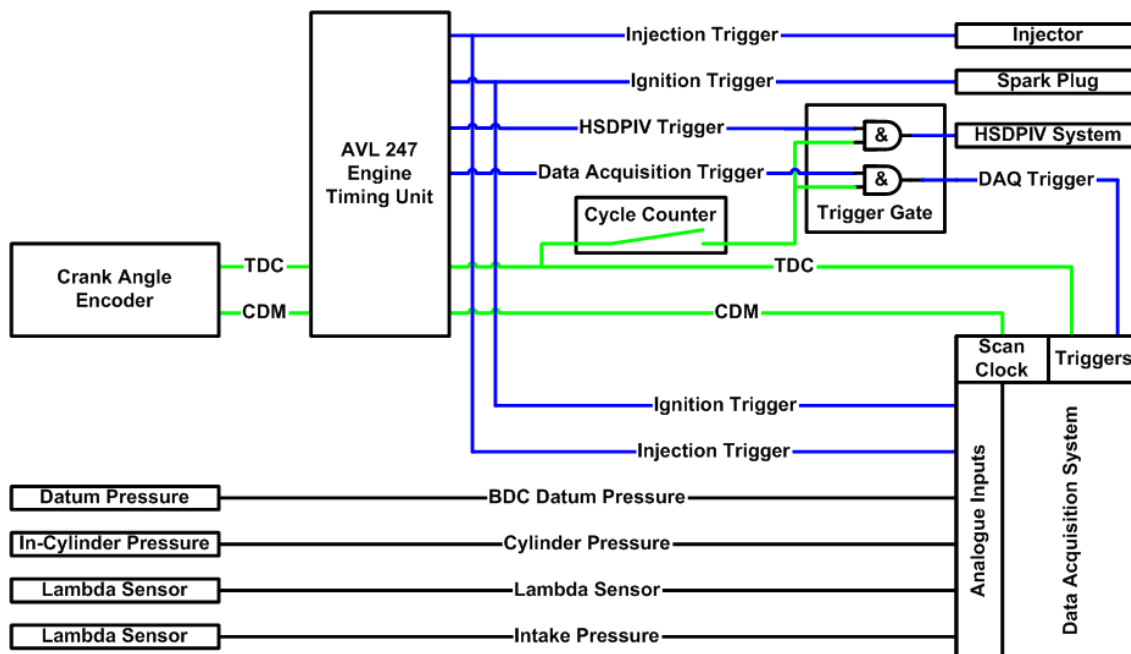 Injection Trigger
Injector
Ignition Trigger
Spark Plug
HSDPIV Trigger
&
HSDPIV System
AVL 247
Engine
Timing Unit
Data Acquisition Trigger
&
DAQ Trigger
Cycle Counter
Trigger Gate
Crank Angle
Encoder
TDC
TDC
CDM
CDM
Scan
Clock
Triggers
Ignition Trigger
Injection Trigger
Analogue Inputs
Data Acquisition System
Datum Pressure
BDC Datum Pressure
In-Cylinder Pressure
Cylinder Pressure
Lambda Sensor
Lambda Sensor
Lambda Sensor
Intake Pressure